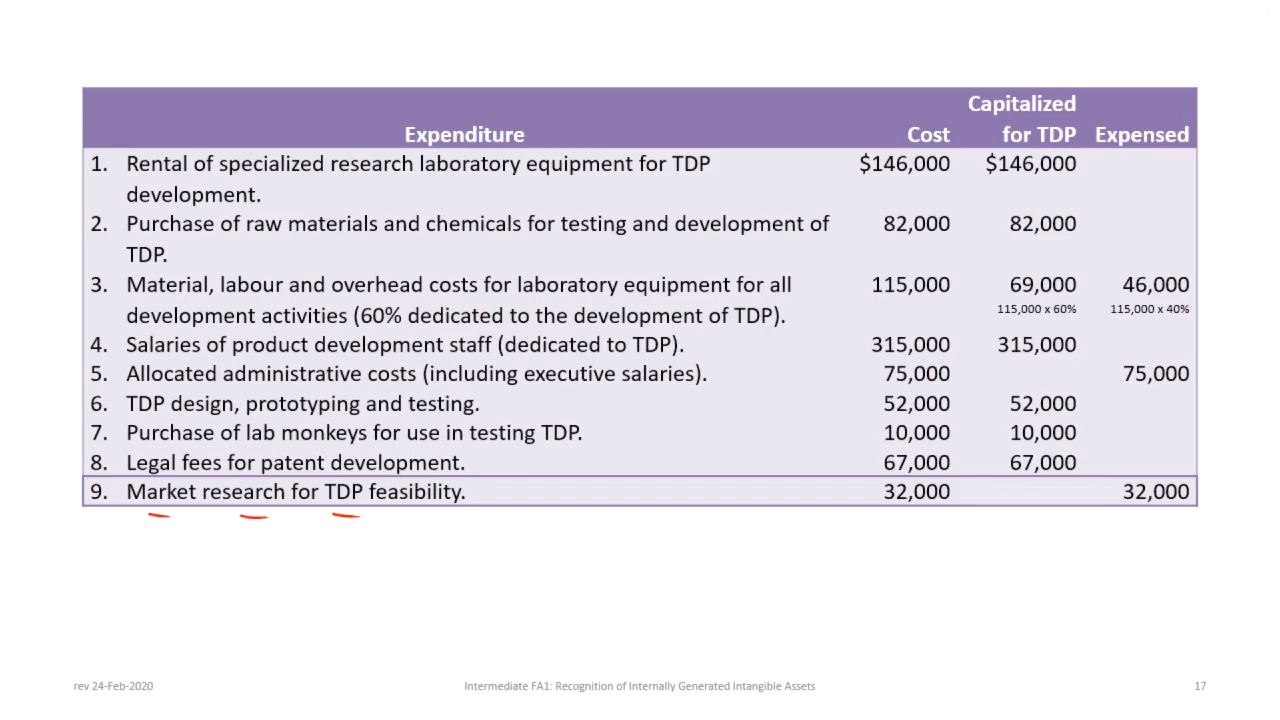 Capitalized
Expenditure Cost for TDP Expensed
1. Rental of specialized research laboratory equipment for TDP $146,000 $146,000
development.
2. Purchase of raw materials and chemicals for testing and development of 82,000 82,000
TDP.
3. Material, labour and overhead costs for laboratory equipment for all 115,000 69,000 46,000
development activities (60% dedicated to the development of TDP). 115,000 x 60% 115,000 x 40%
4. Salaries of product development staff (dedicated to TDP). 315,000 315,000
5. Allocated administrative costs (including executive salaries). 75,000 75,000
6. TDP design, prototyping and testing. 52,000 52,000
7. Purchase of lab monkeys for use in testing TDP. 10,000 10,000
8. Legal fees for patent development. 67,000 67,000
9. Market research for TDP feasibility. 32,000 32,000
rev 24-Feb-2020 Intermediate FA1: Recognition of Internally Generated Intangible Assets 17